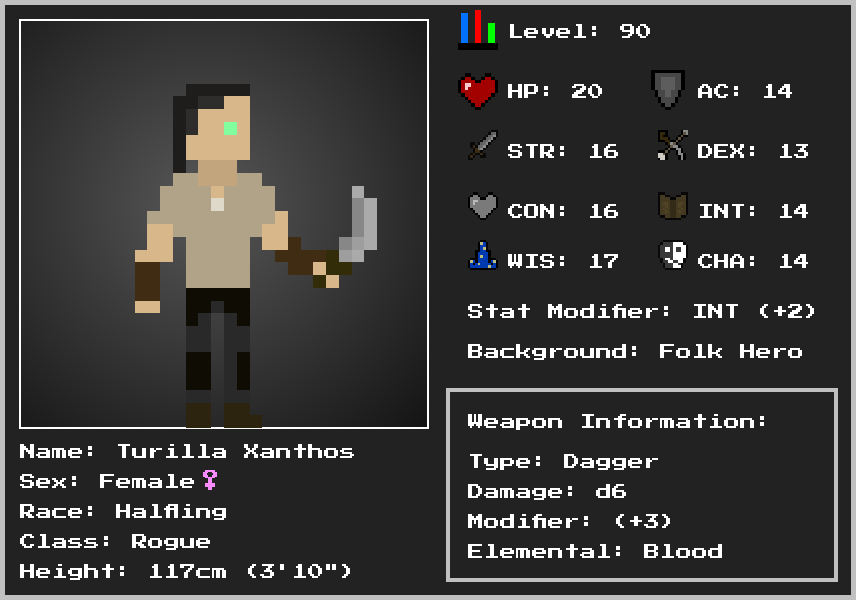 Level: 90
HP: 20
AC: 14
STR: 16
DEX: 13
CON: 16
INT: 14
WIS: 17
CHA: 14
Stat Modifier: INT (+2)
Background: Folk Hero
Weapon Information:
Type: Dagger
Damage: d6
Modifier: (+3)
Elemental: Blood
Name: Turilla Xanthos
Sex: Female♀
Race: Halfling
Class: Rogue
Height: 117cm (3'10")